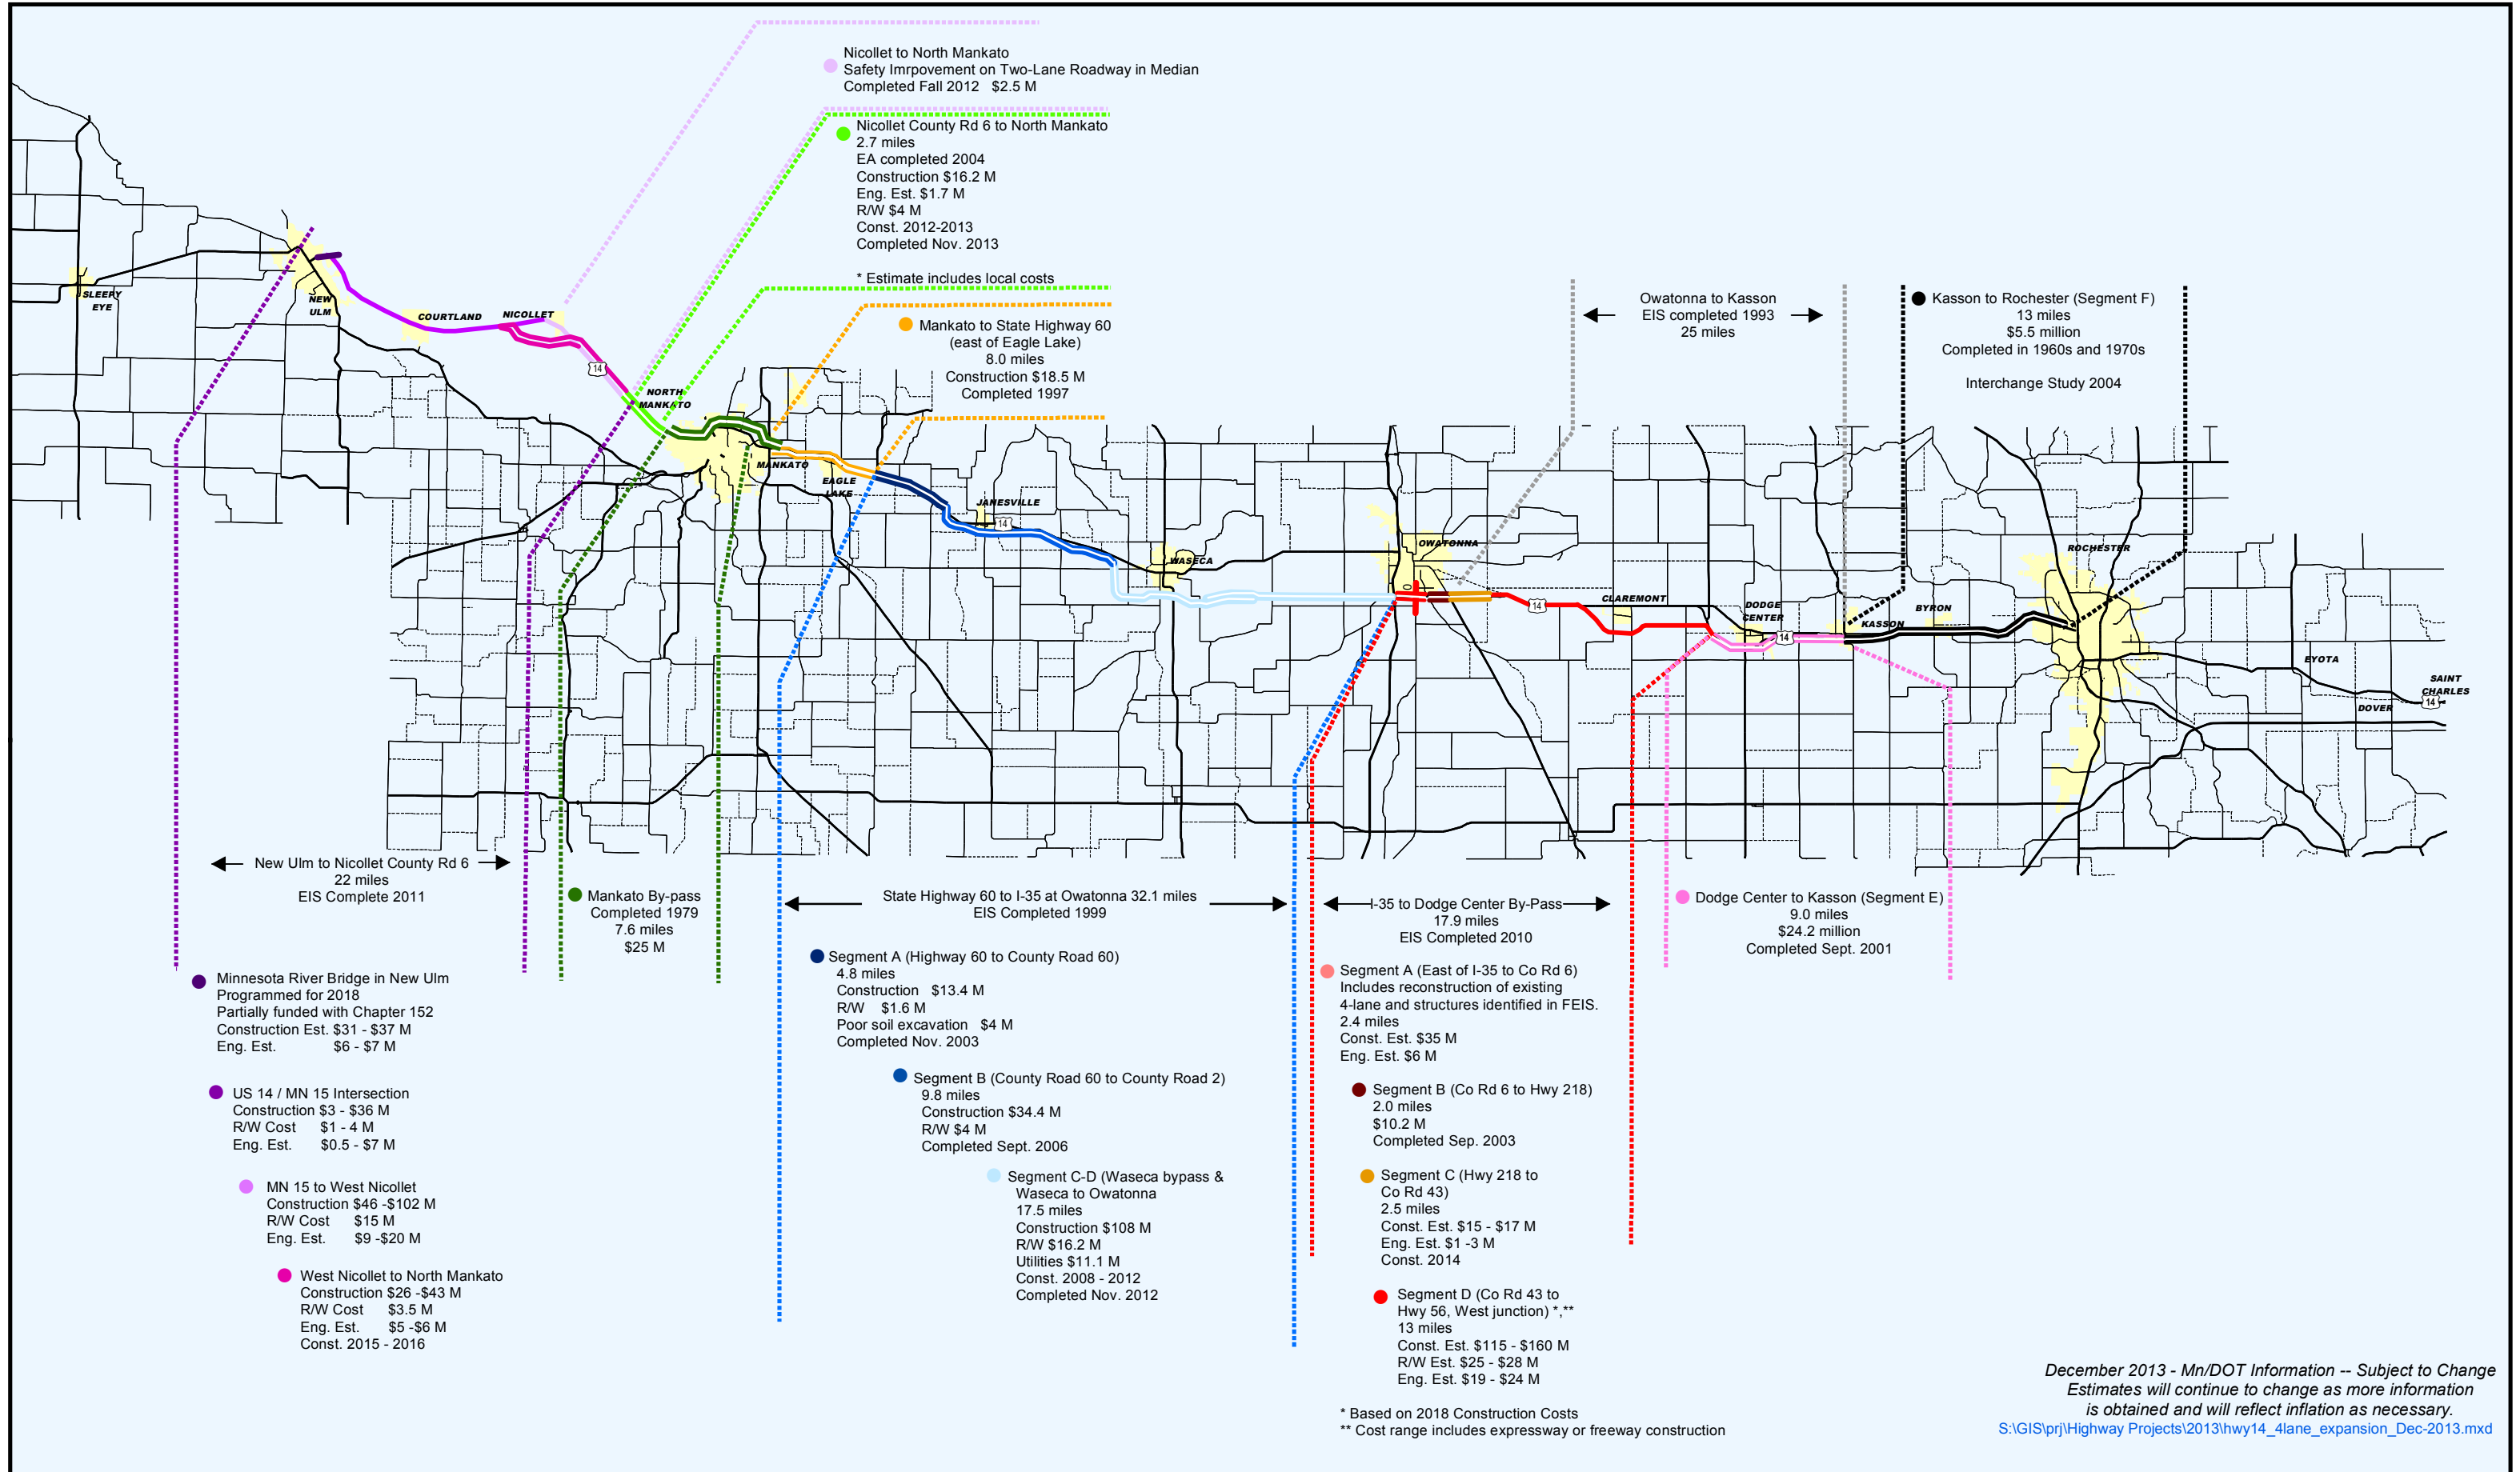 Nicollet to North Mankato
Safety Imrpovement on Two-Lane Roadway in Median
Completed Fall 2012 $2.5 M
Nicollet County Rd 6 to North Mankato
2.7 miles
EA completed 2004
Construction $16.2 M
Eng. Est. $1.7 M
R/W $4 M
Const. 2012-2013
Completed Nov. 2013
* Estimate includes local costs
Mankato to State Highway 60
(east of Eagle Lake)
8.0 miles
Construction $18.5 M
Completed 1997
Owatonna to Kasson
EIS completed 1993
25 miles
Kasson to Rochester (Segment F)
13 miles
$5.5 million
Completed in 1960s and 1970s
Interchange Study 2004
SLEEPY
EYE
NEW
ULM
COURTLAND
NICOLLET
14
NORTH
MANKATO
MANKATO
EAGLE
LAKE
JANESVILLE
14
WASECA
OWATONNA
14
CLAREMONT
DODGE
CENTER
14
KASSON
BYRON
ROCHESTER
EYOTA
DOVER
SAINT
CHARLES
14
New Ulm to Nicollet County Rd 6
22 miles
EIS Complete 2011
Minnesota River Bridge in New Ulm
Programmed for 2018
Partially funded with Chapter 152
Construction Est. $31 - $37 M
Eng. Est. $6 - $7 M
US 14 / MN 15 Intersection
Construction $3 - $36 M
R/W Cost $1 - 4 M
Eng. Est. $0.5 - $7 M
MN 15 to West Nicollet
Construction $46 -$102 M
R/W Cost $15 M
Eng. Est. $9 -$20 M
West Nicollet to North Mankato
Construction $26 -$43 M
R/W Cost $3.5 M
Eng. Est. $5 -$6 M
Const. 2015 - 2016
Mankato By-pass
Completed 1979
7.6 miles
$25 M
State Highway 60 to I-35 at Owatonna 32.1 miles
EIS Completed 1999
Segment A (Highway 60 to County Road 60)
4.8 miles
Construction $13.4 M
R/W $1.6 M
Poor soil excavation $4 M
Completed Nov. 2003
Segment B (County Road 60 to County Road 2)
9.8 miles
Construction $34.4 M
R/W $4 M
Completed Sept. 2006
Segment C-D (Waseca bypass &
Waseca to Owatonna
17.5 miles
Construction $108 M
R/W $16.2 M
Utilities $11.1 M
Const. 2008 - 2012
Completed Nov. 2012
I-35 to Dodge Center By-Pass
17.9 miles
EIS Completed 2010
Segment A (East of I-35 to Co Rd 6)
Includes reconstruction of existing
4-lane and structures identified in FEIS.
2.4 miles
Const. Est. $35 M
Eng. Est. $6 M
Segment B (Co Rd 6 to Hwy 218)
2.0 miles
$10.2 M
Completed Sep. 2003
Segment C (Hwy 218 to
Co Rd 43)
2.5 miles
Const. Est. $15 - $17 M
Eng. Est. $1 -3 M
Const. 2014
Segment D (Co Rd 43 to
Hwy 56, West junction) *,**
13 miles
Const. Est. $115 - $160 M
R/W Est. $25 - $28 M
Eng. Est. $19 - $24 M
* Based on 2018 Construction Costs
** Cost range includes expressway or freeway construction
Dodge Center to Kasson (Segment E)
9.0 miles
$24.2 million
Completed Sept. 2001
December 2013 - Mn/DOT Information -- Subject to Change
Estimates will continue to change as more information
is obtained and will reflect inflation as necessary.
S:\GIS\prj\Highway Projects\2013\hwy14_4lane_expansion_Dec-2013.mxd